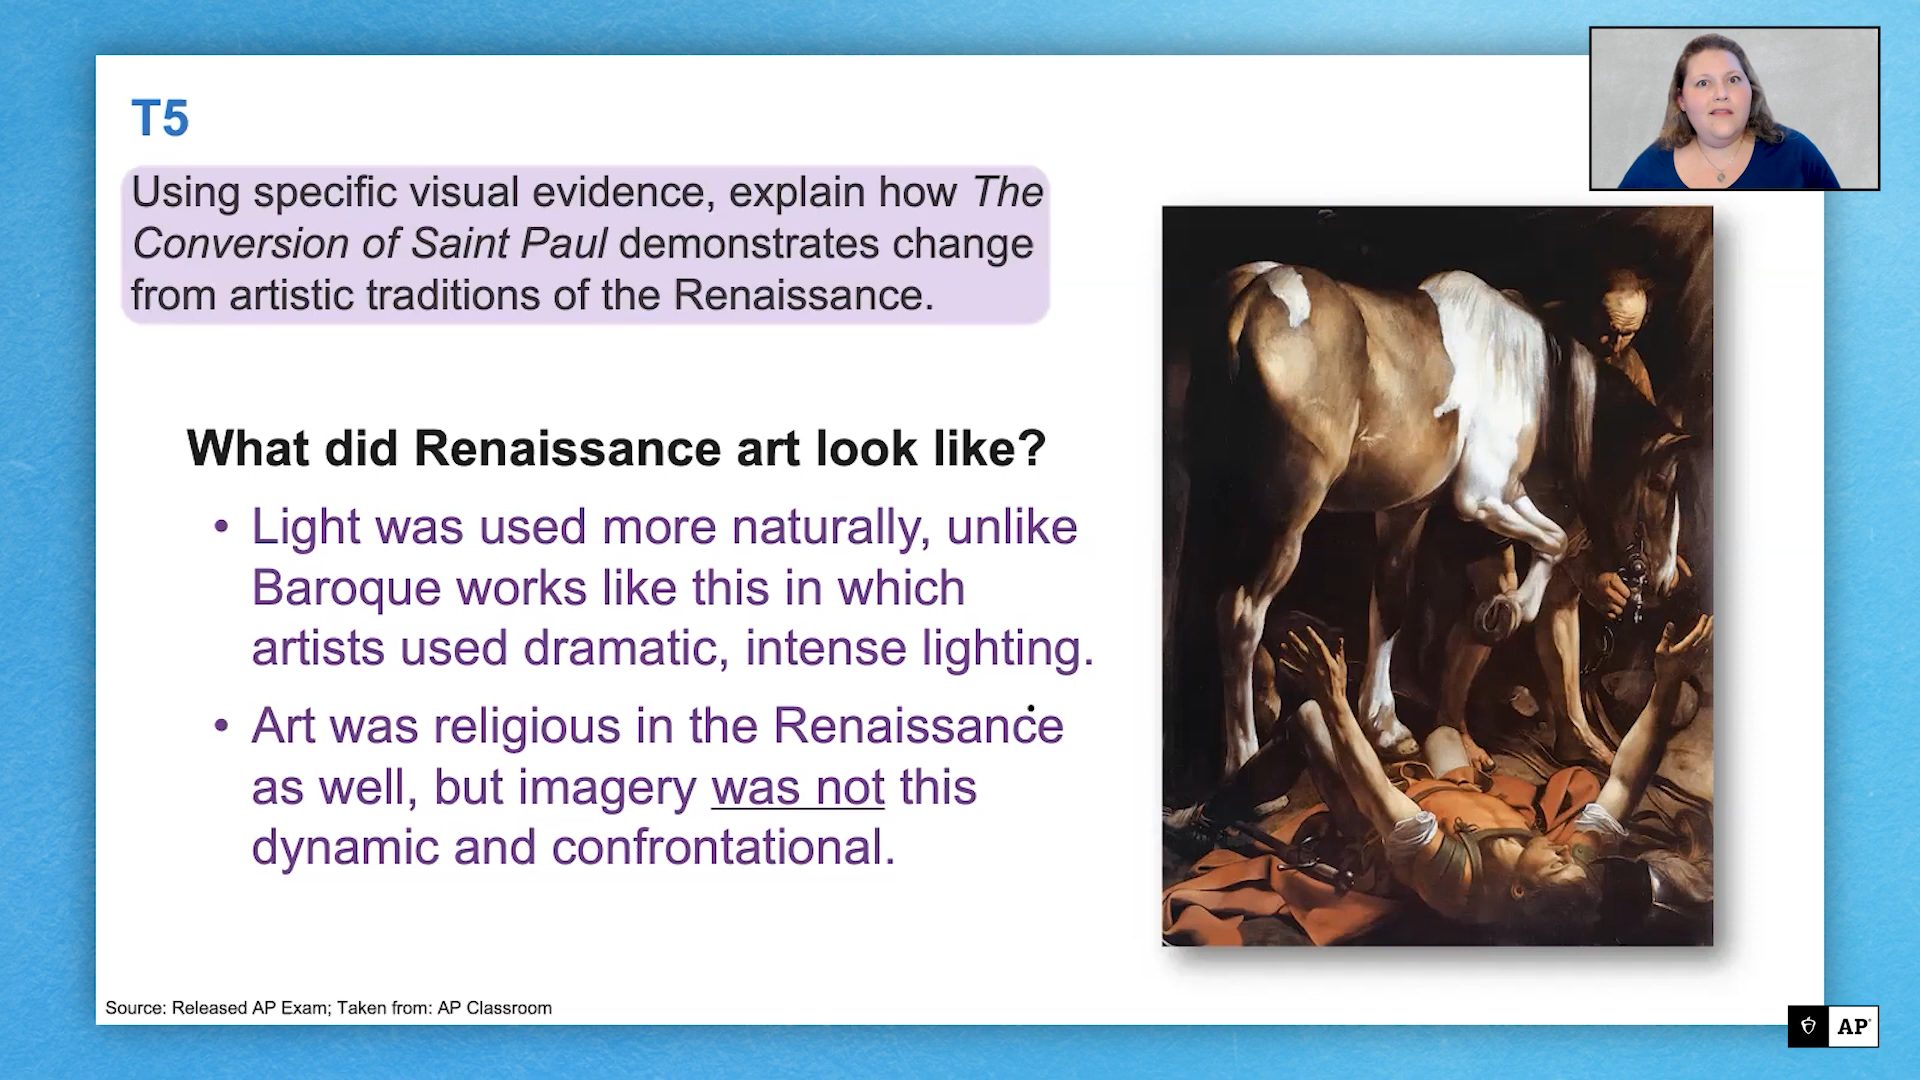 T5
Using specific visual evidence, explain how The
Conversion of Saint Paul demonstrates change
from artistic traditions of the Renaissance.
What did Renaissance art look like?
• Light was used more naturally, unlike
Baroque works like this in which
artists used dramatic, intense lighting.
• Art was religious in the Renaissance
as well, but imagery was not this
dynamic and confrontational.
Source: Released AP Exam; Taken from: AP Classroom
AP